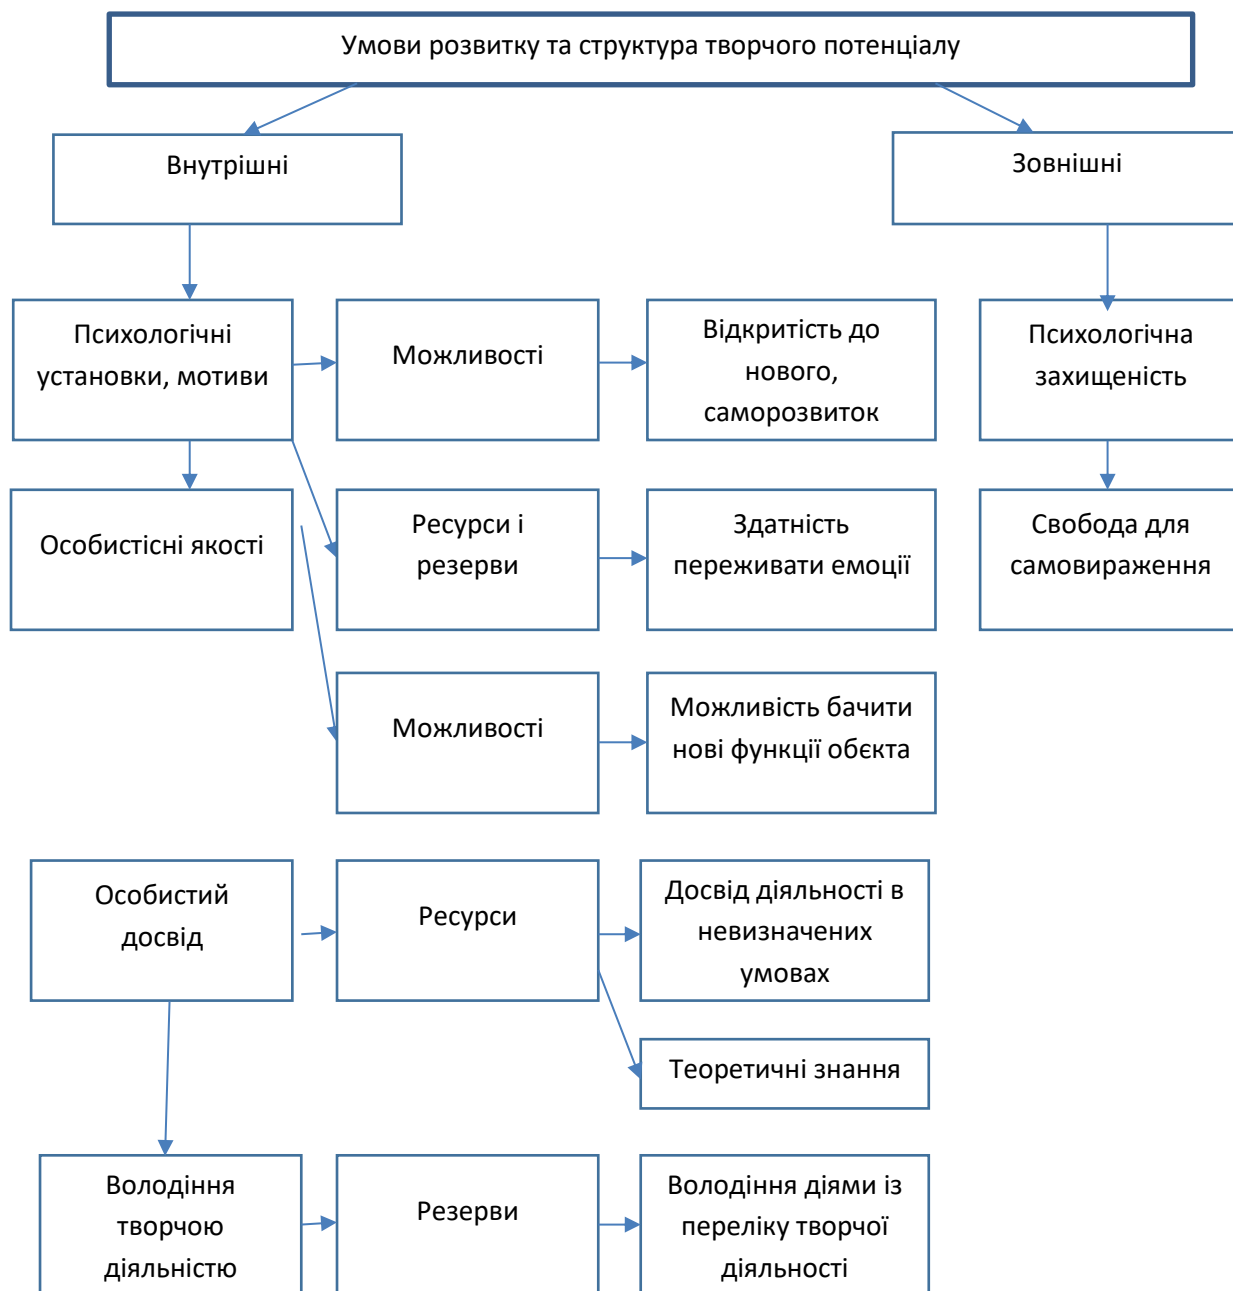 Умови розвитку та структура творчого потенціалу
Внутрішні
Зовнішні
Психологічні
установки, мотиви
Можливості
Відкритість до
нового,
саморозвиток
Психологічна
захищеність
Особистісні якості
Ресурси і
резерви
Здатність
переживати емоції
Свобода для
самовираження
Можливості
Можливість бачити
нові функції обєкта
Особистий
досвід
Ресурси
Досвід діяльності в
невизначених
умовах
Теоретичні знання
Володіння
творчою
діяльністю
Резерви
Володіння діями із
переліку творчої
діяльності